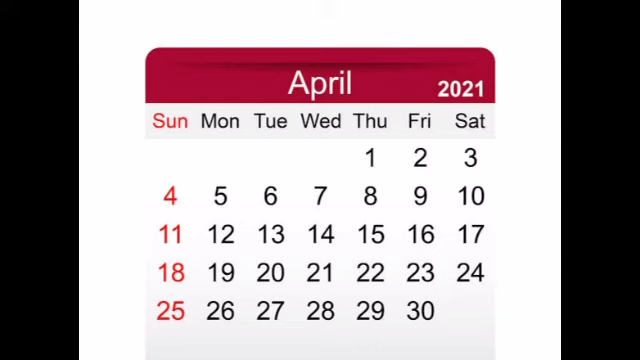 April 2021
Sun Mon Tue Wed Thu Fri Sat
1 2 3
4 5 6 7 8 9 10
11 12 13 14 15 16 17
18 19 20 21 22 23 24
25 26 27 28 29 30